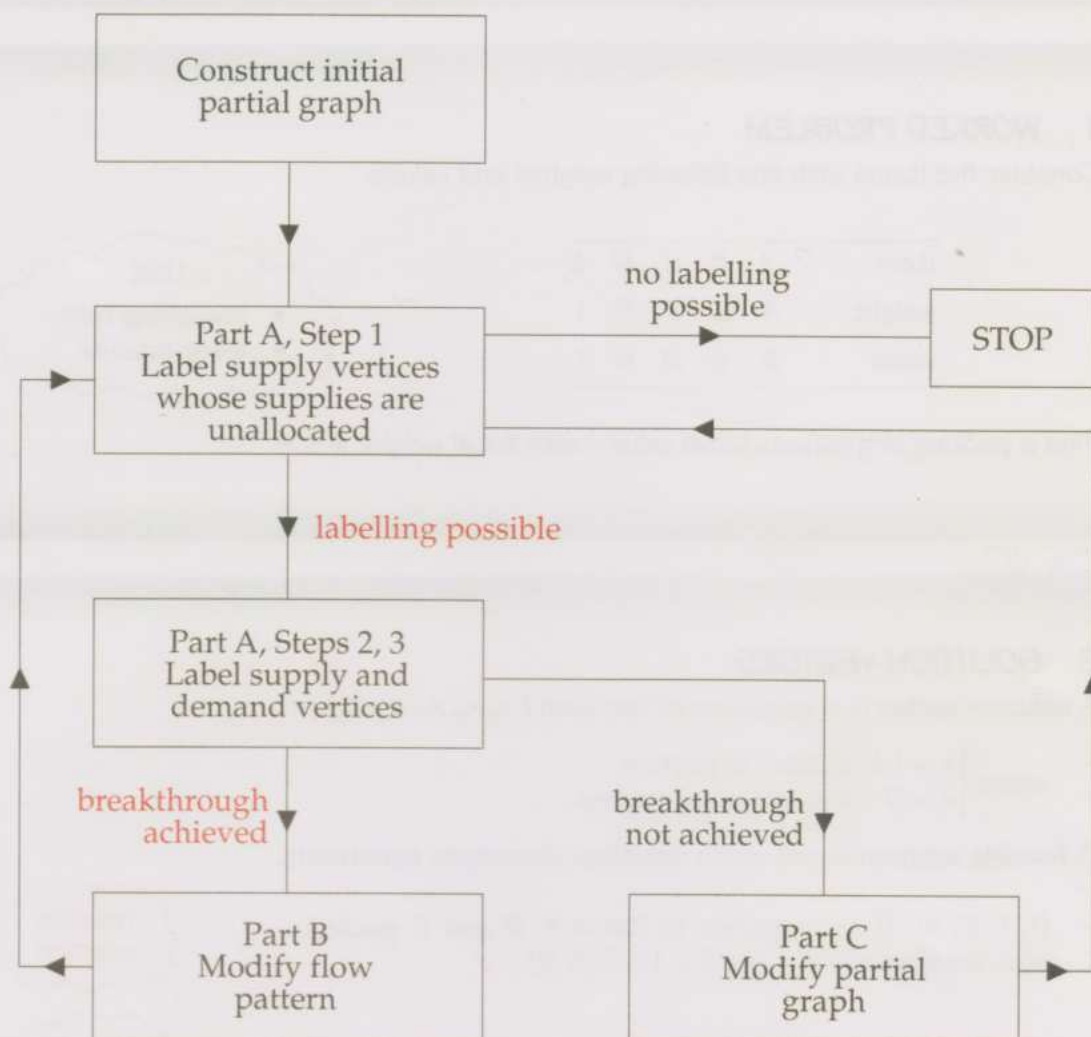 Construct initial
partial graph
no labelling
possible
STOP
Part A, Step 1
Label supply vertices
whose supplies are
unallocated
labelling possible
Part A, Steps 2, 3
Label supply and
demand vertices
breakthrough
achieved
breakthrough
not achieved
Part B
Modify flow
pattern
Part C
Modify partial
graph